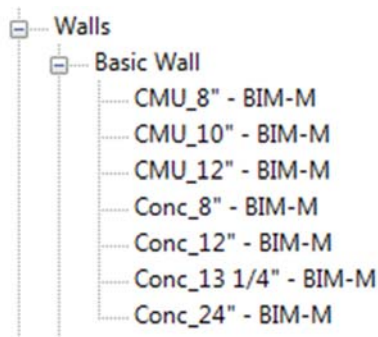 Walls
Basic Wall
CMU_8" - BIM-M
CMU_10" - BIM-M
CMU_12" - BIM-M
Conc_8" - BIM-M
Conc_12" - BIM-M
Conc_13 1/4" - BIM-M
Conc_24" - BIM-M